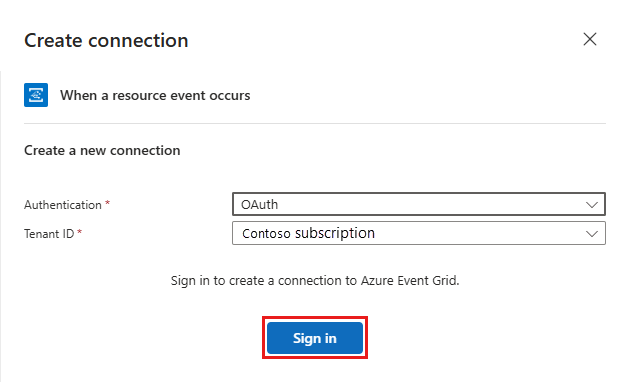 Create connection
When a resource event occurs
Create a new connection
Authentication * OAuth
Tenant ID * Contoso subscription
Sign in to create a connection to Azure Event Grid.
Sign in